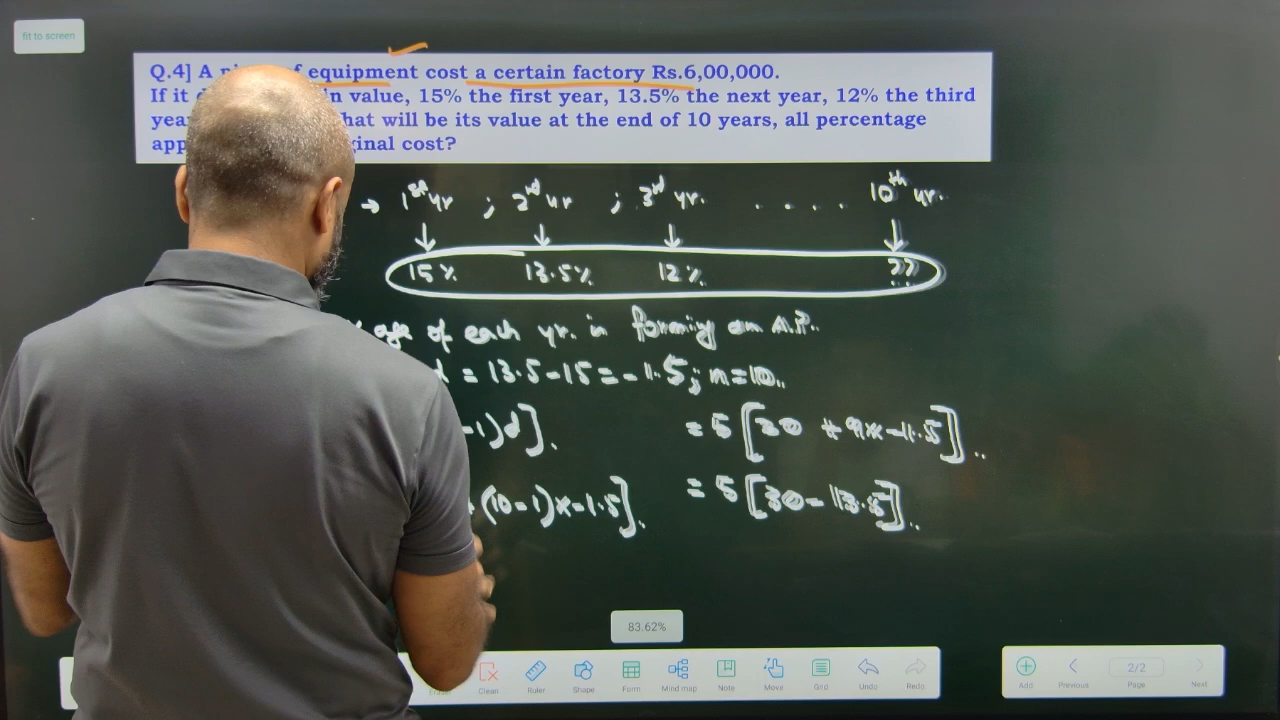 fit to screen
Q.4] A equipment cost a certain factory Rs.6,00,000.
If it value, 15% the first year, 13.5% the next year, 12% the third
hat will be its value at the end of 10 years, all percentage
app ginal cost?
→ 1st yr ; 2nd yr ; 3rd yr. . . . . 10th yr.
15% 13.5% 12% ??
age of each yr. in forming an A.P..
= 13.5-15=-1.5; n=10..
-1)d]. = 5[30 + 9x-1.5]..
(10-1)x-1.5]. = 5[30-13.5]..
83.62%
Clean Ruler Shape Form Mind map Note Move Grid Undo Redo
Add Previous 2/2 Page Next